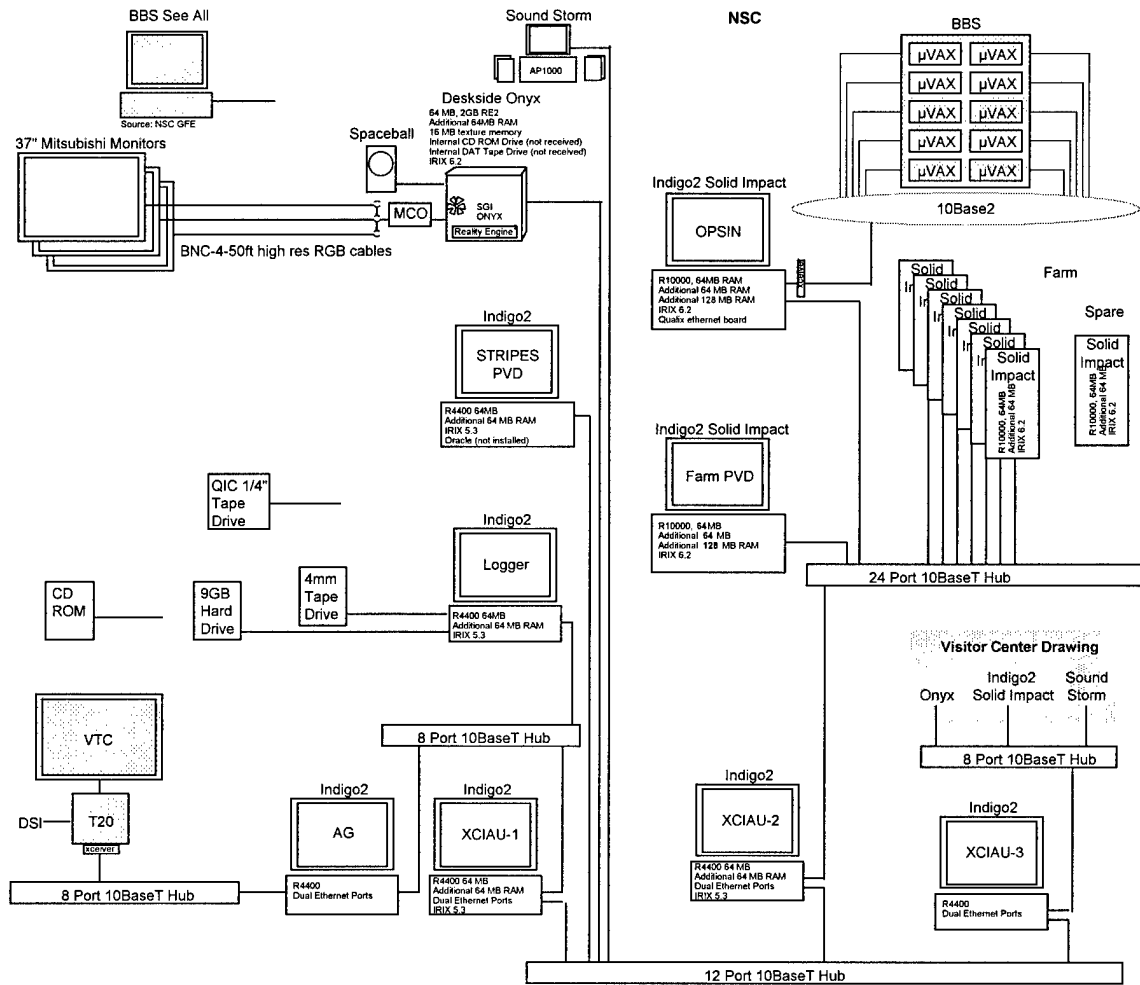 BBS See All
Source: NSC GFE
Sound Storm
AP1000
NSC
BBS
µVAX µVAX
µVAX µVAX
µVAX µVAX
µVAX µVAX
µVAX µVAX
10Base2
Deskside Onyx
64 MB, 2GB RE2
Additional 64MB RAM
16 MB texture memory
Internal CD ROM Drive (not received)
Internal DAT Tape Drive (not received)
IRIX 6.2
Spaceball
37" Mitsubishi Monitors
MCO
SGI
ONYX
Reality Engine
BNC-4-50ft high res RGB cables
Indigo2 Solid Impact
OPSIN
R10000, 64MB RAM
Additional 64 MB RAM
Additional 128 MB RAM
IRIX 6.2
Qualix ethernet board
xceiver
Farm
Solid
Solid
Solid
Solid
Solid
Solid
Impact
R10000, 64MB
Additional 64 MB
IRIX 6.2
Spare
Solid
Impact
R10000, 64MB
Additional 64 MB
IRIX 6.2
Indigo2
STRIPES
PVD
R4400 64MB
Additional 64 MB RAM
IRIX 5.3
Oracle (not installed)
Indigo2 Solid Impact
Farm PVD
R10000, 64MB
Additional 64 MB
Additional 128 MB RAM
IRIX 6.2
24 Port 10BaseT Hub
QIC 1/4"
Tape
Drive
Indigo2
Logger
R4400 64MB
Additional 64 MB RAM
IRIX 5.3
CD
ROM
9GB
Hard
Drive
4mm
Tape
Drive
Visitor Center Drawing
Onyx
Indigo2
Solid Impact
Sound
Storm
8 Port 10BaseT Hub
VTC
DSI
T20
xceiver
8 Port 10BaseT Hub
8 Port 10BaseT Hub
Indigo2
AG
R4400
Dual Ethernet Ports
Indigo2
XCIAU-1
R4400 64 MB
Additional 64 MB RAM
Dual Ethernet Ports
IRIX 5.3
Indigo2
XCIAU-2
R4400 64 MB
Additional 64 MB RAM
Dual Ethernet Ports
IRIX 5.3
Indigo2
XCIAU-3
R4400
Dual Ethernet Ports
12 Port 10BaseT Hub